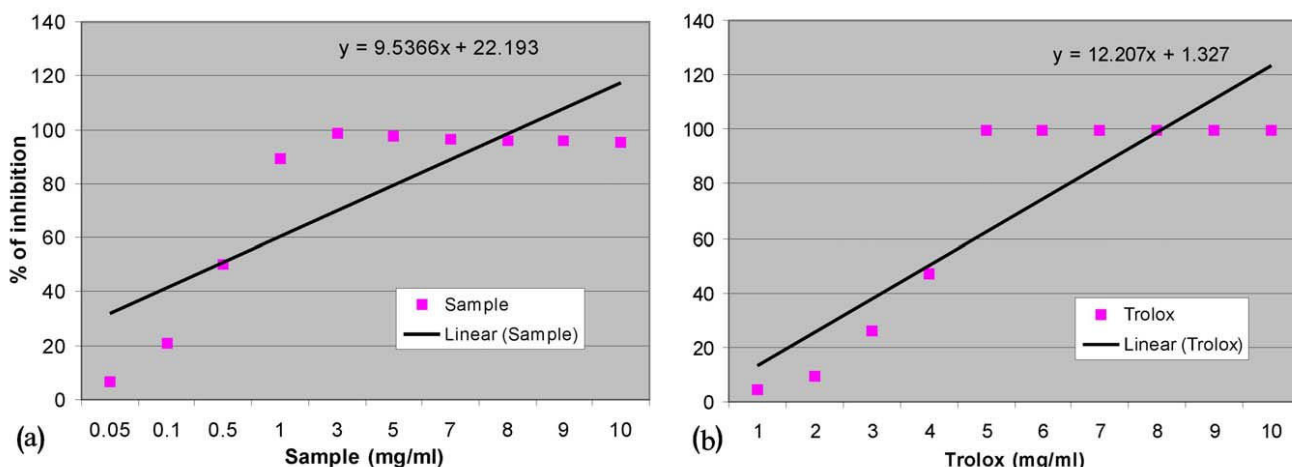 140
120
100
80
60
40
20
0
% of inhibition
y = 9.5366x + 22.193
Sample
Linear (Sample)
0.05 0.1 0.5 1 3 5 7 8 9 10
(a)
Sample (mg/ml)
140
120
100
80
60
40
20
0
y = 12.207x + 1.327
Trolox
Linear (Trolox)
1 2 3 4 5 6 7 8 9 10
(b)
Trolox (mg/ml)